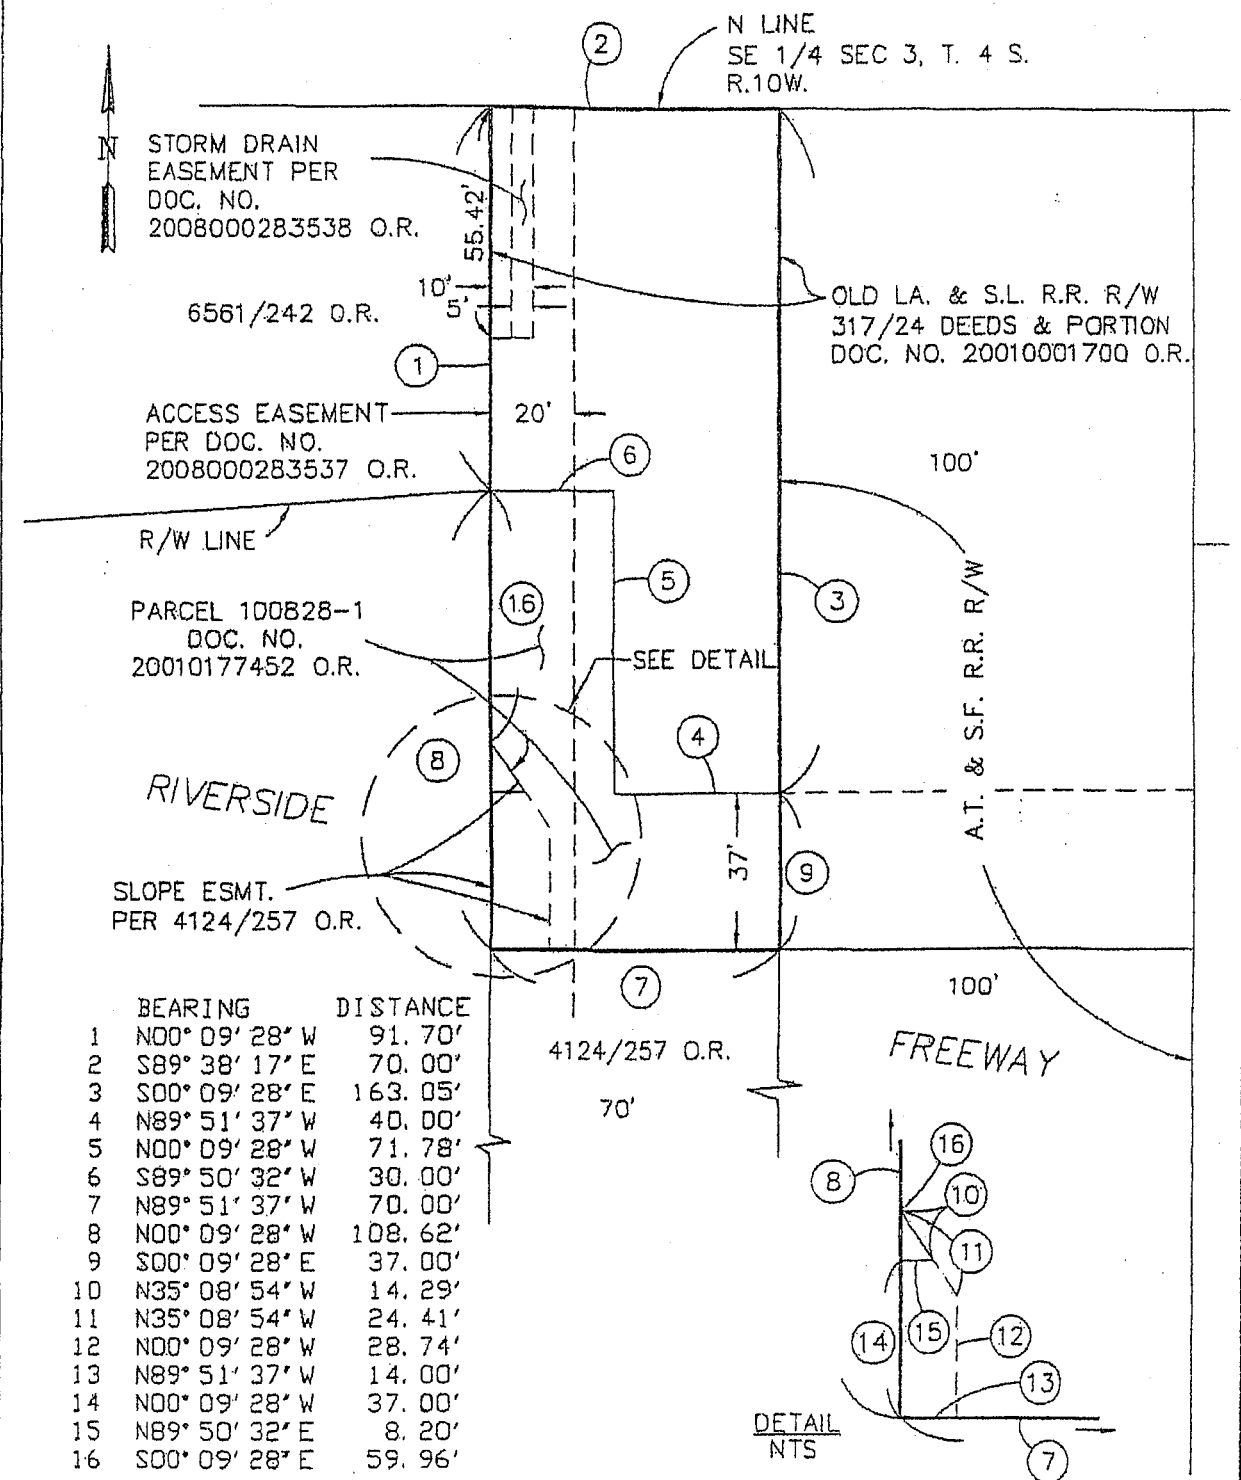 N LINE
SE 1/4 SEC 3, T. 4 S.
R.10W.
2
N
STORM DRAIN
EASEMENT PER
DOC. NO.
2008000283538 O.R.
55.42'
10'
5'
6561/242 O.R.
OLD LA. & S.L. R.R. R/W
317/24 DEEDS & PORTION
DOC. NO. 20010001700 O.R.
1
ACCESS EASEMENT
PER DOC. NO.
2008000283537 O.R.
20'
6
100'
R/W LINE
5
3
PARCEL 100828-1
DOC. NO.
20010177452 O.R.
16
SEE DETAIL
A.T. & S.F. R.R. R/W
4
8
RIVERSIDE
37'
9
SLOPE ESMT.
PER 4124/257 O.R.
7
100'
4124/257 O.R.
70'
FREEWAY
BEARING DISTANCE
1 N00° 09' 28" W 91. 70'
2 S89° 38' 17" E 70. 00'
3 S00° 09' 28" E 163. 05'
4 N89° 51' 37" W 40. 00'
5 N00° 09' 28" W 71. 78'
6 S89° 50' 32" W 30. 00'
7 N89° 51' 37" W 70. 00'
8 N00° 09' 28" W 108. 62'
9 S00° 09' 28" E 37. 00'
10 N35° 08' 54" W 14. 29'
11 N35° 08' 54" W 24. 41'
12 N00° 09' 28" W 28. 74'
13 N89° 51' 37" W 14. 00'
14 N00° 09' 28" W 37. 00'
15 N89° 50' 32" E 8. 20'
16 S00° 09' 28" E 59. 96'
16
8
10
11
14
15
12
13
7
DETAIL
NTS